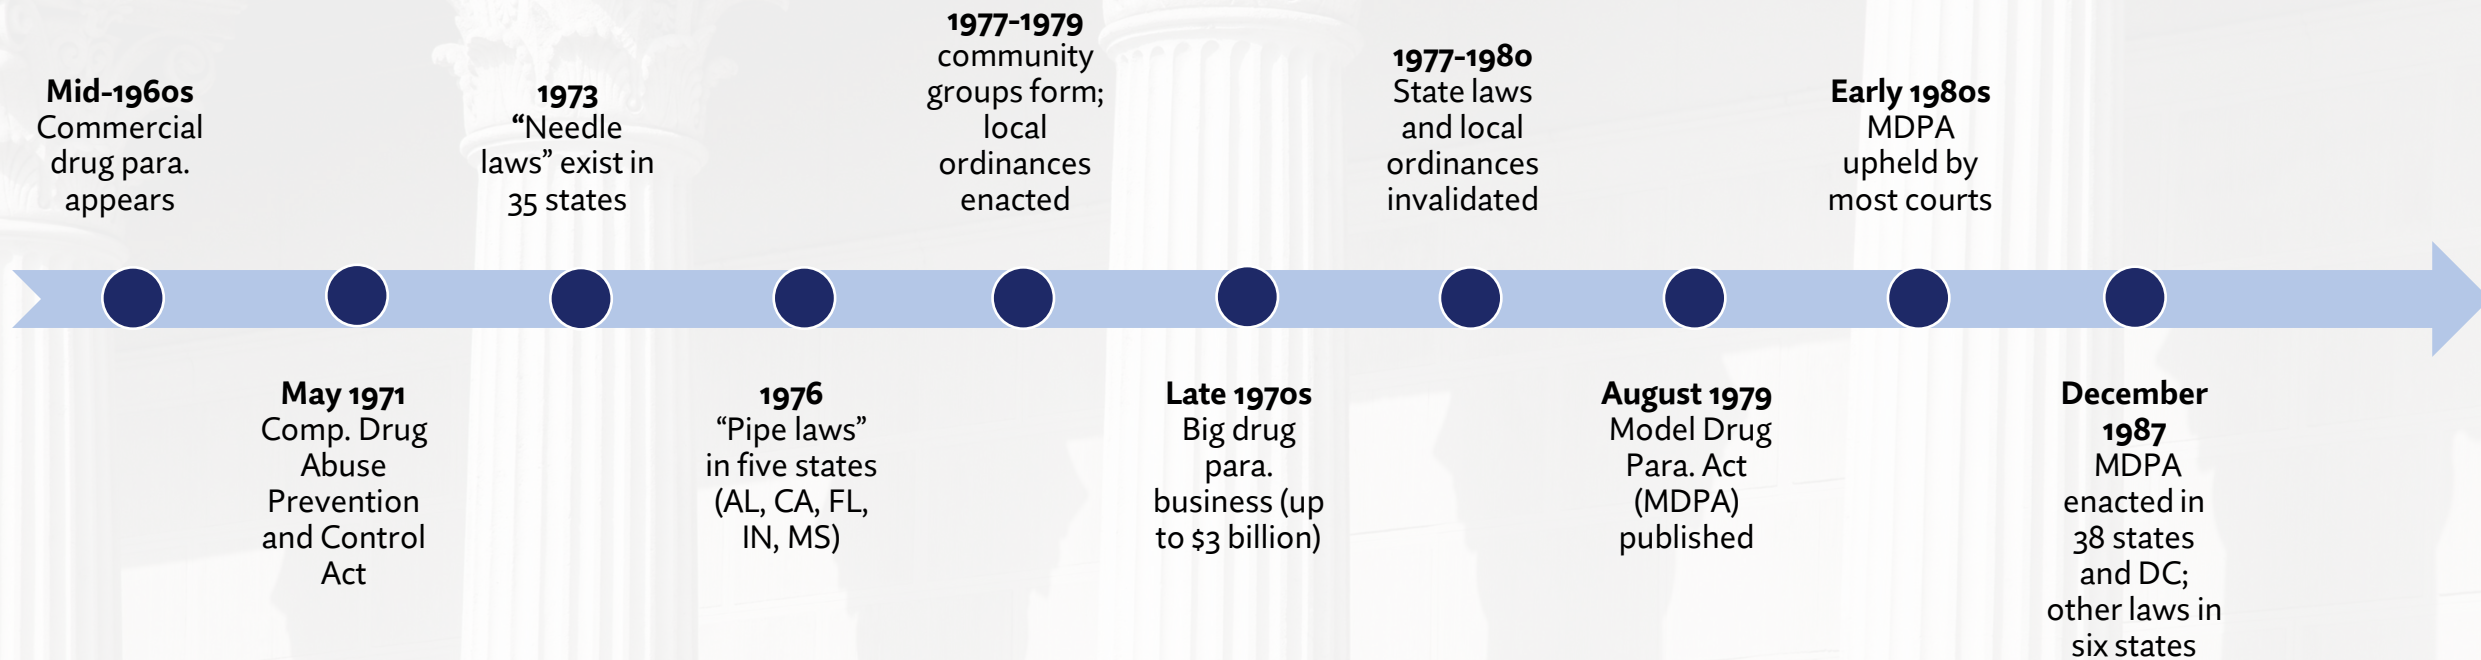 Mid-1960s
Commercial
drug para.
appears
May 1971
Comp. Drug
Abuse
Prevention
and Control
Act
1973
“Needle
laws” exist in
35 states
1976
“Pipe laws”
in five states
(AL, CA, FL,
IN, MS)
1977-1979
community
groups form;
local
ordinances
enacted
Late 1970s
Big drug
para.
business (up
to $3 billion)
1977-1980
State laws
and local
ordinances
invalidated
August 1979
Model Drug
Para. Act
(MDPA)
published
Early 1980s
MDPA
upheld by
most courts
December
1987
MDPA
enacted in
38 states
and DC;
other laws in
six states